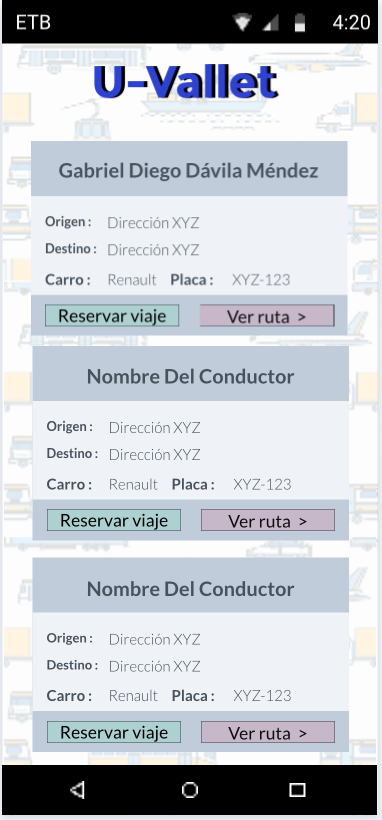 ETB 4:20
U-Vallet
Gabriel Diego Dávila Méndez
Origen : Dirección XYZ
Destino : Dirección XYZ
Carro : Renault Placa : XYZ-123
Reservar viaje Ver ruta >
Nombre Del Conductor
Origen : Dirección XYZ
Destino : Dirección XYZ
Carro : Renault Placa : XYZ-123
Reservar viaje Ver ruta >
Nombre Del Conductor
Origen : Dirección XYZ
Destino : Dirección XYZ
Carro : Renault Placa : XYZ-123
Reservar viaje Ver ruta >